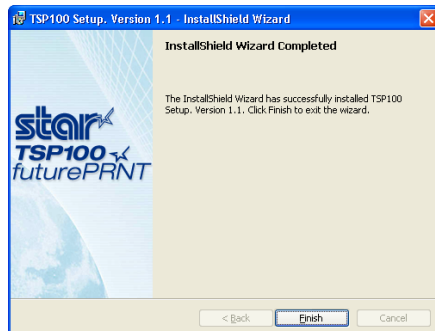 TSP100 Setup. Version 1.1 - InstallShield Wizard
InstallShield Wizard Completed
The InstallShield Wizard has successfully installed TSP100
Setup. Version 1.1. Click Finish to exit the wizard.
star
TSP100
futurePRNT
< Back
Finish
Cancel